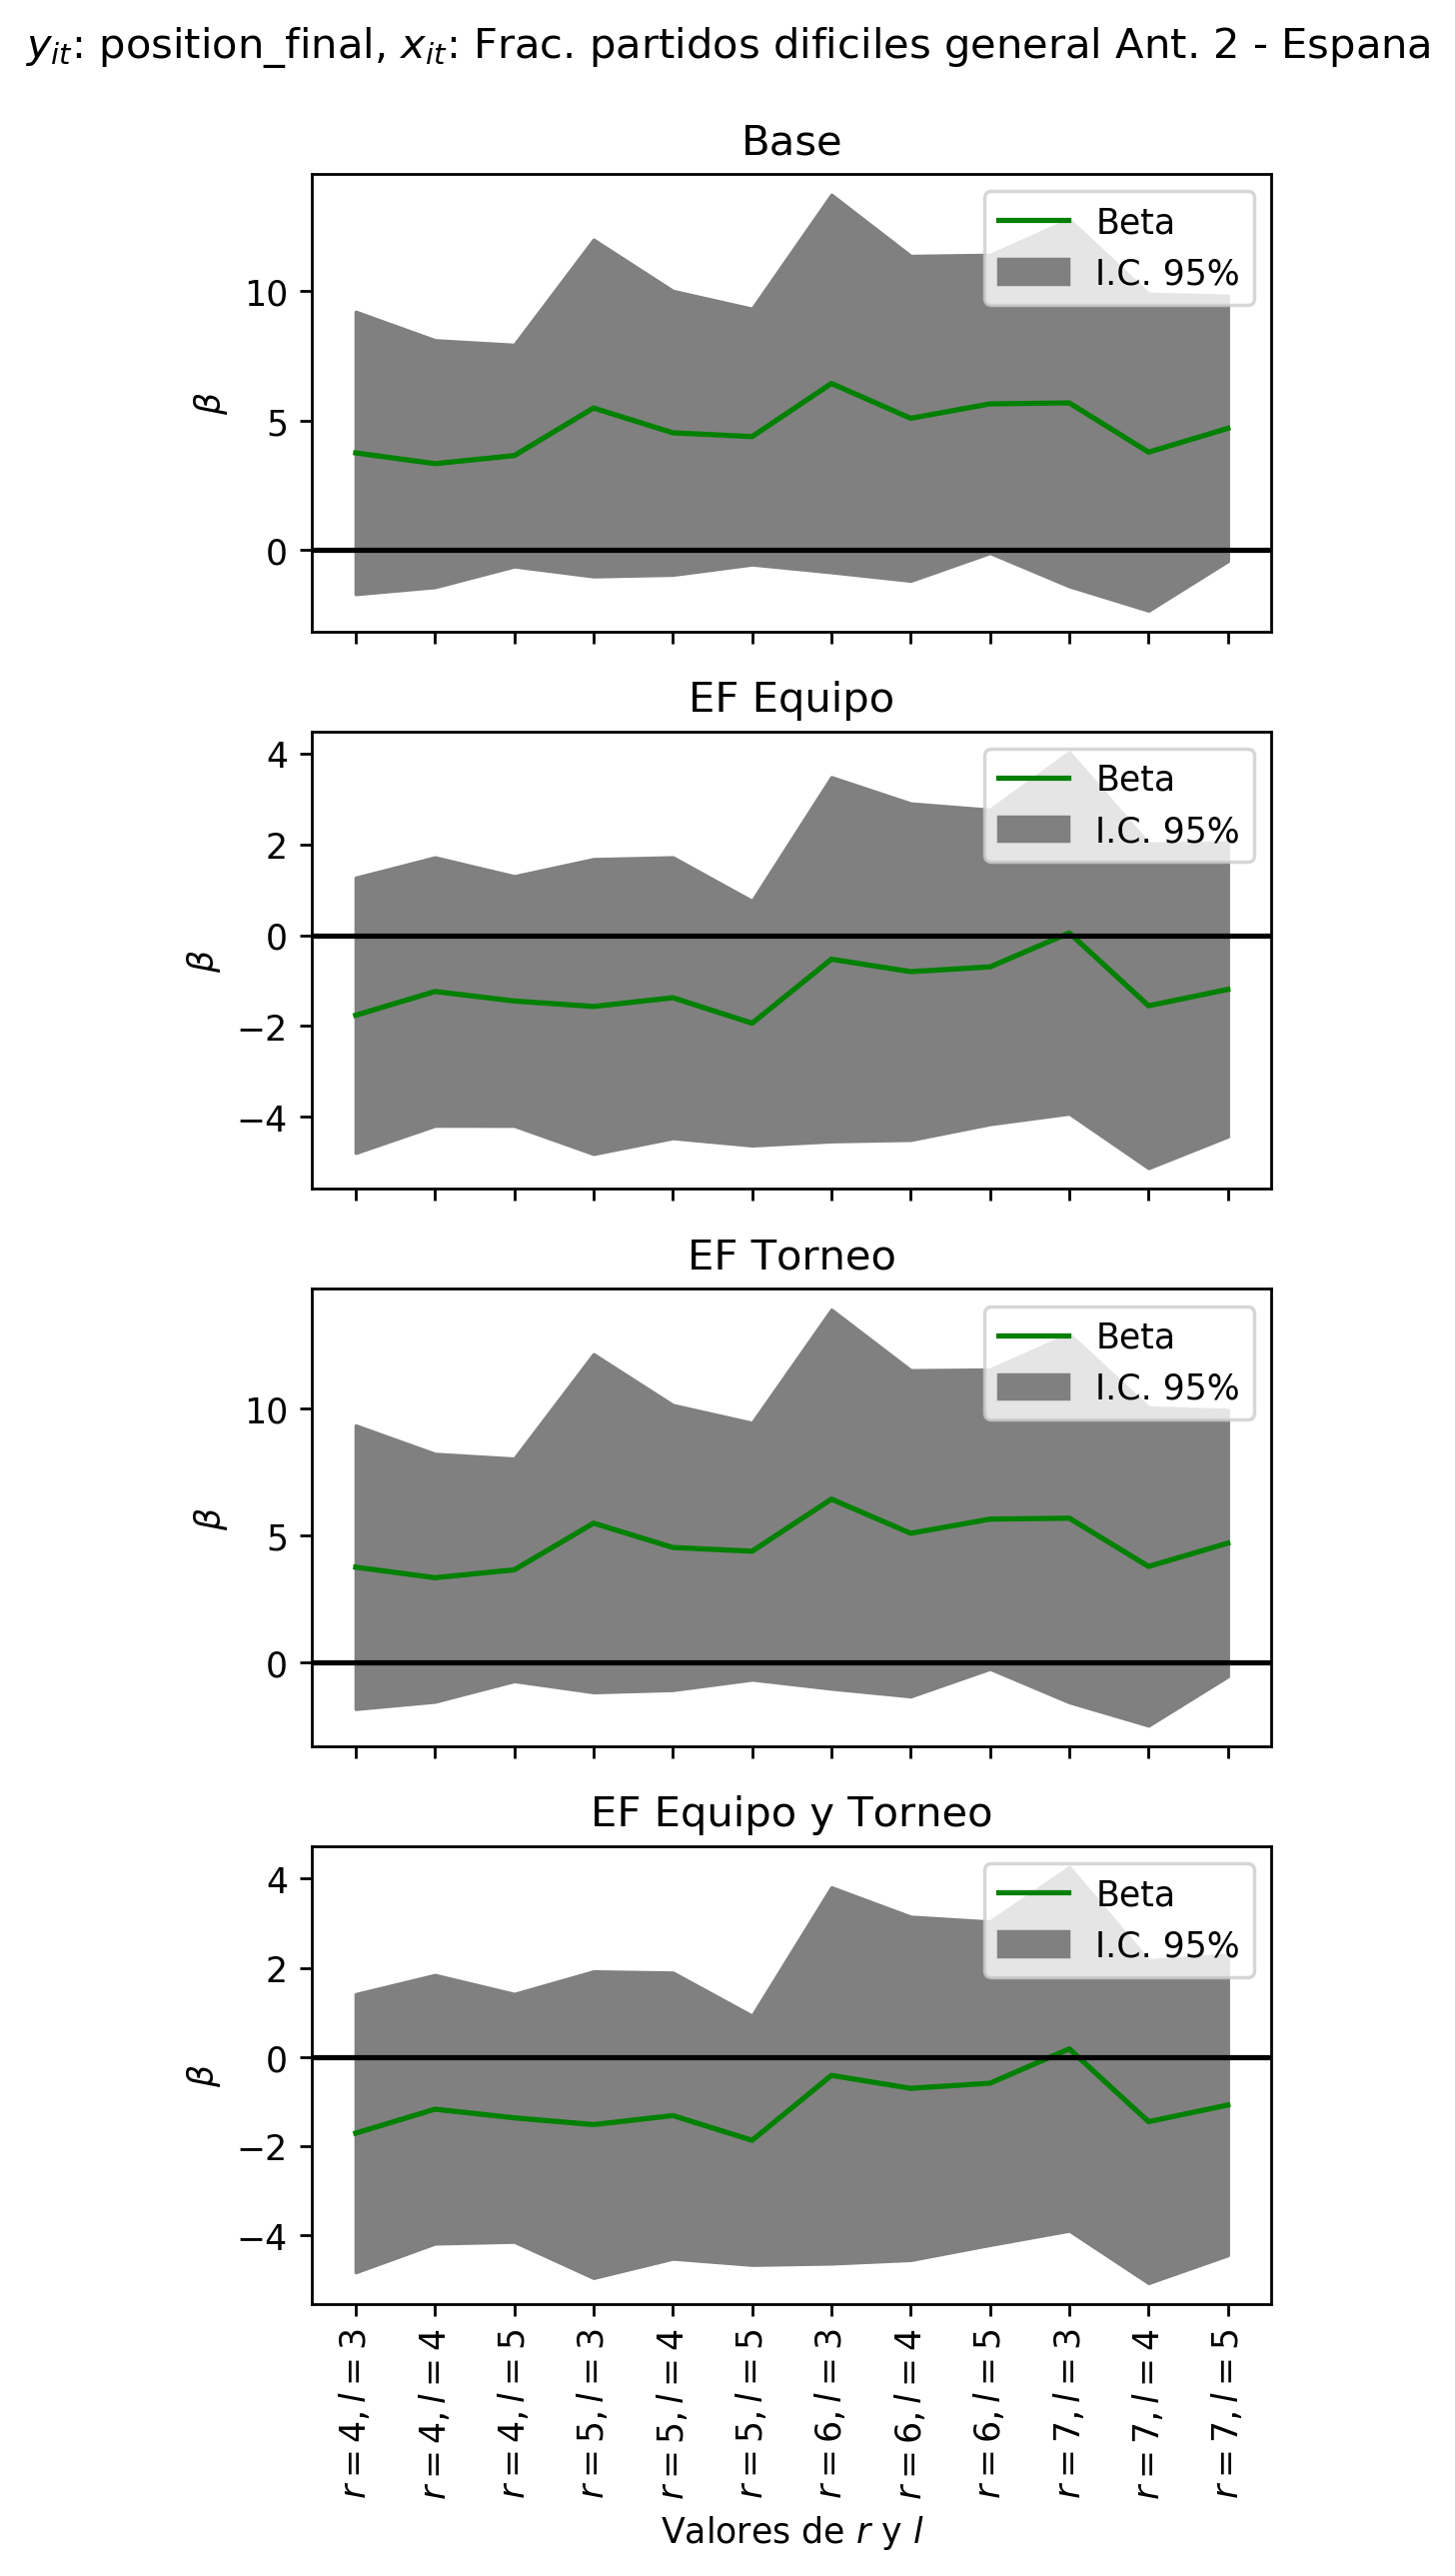 y_it: position_final, x_it: Frac. partidos dificiles general Ant. 2 - Espana
Base
Beta
I.C. 95%
10
5
0
β
EF Equipo
Beta
I.C. 95%
4
2
0
−2
−4
β
EF Torneo
Beta
I.C. 95%
10
5
0
β
EF Equipo y Torneo
Beta
I.C. 95%
4
2
0
−2
−4
β
r = 4, l = 3
r = 4, l = 4
r = 4, l = 5
r = 5, l = 3
r = 5, l = 4
r = 5, l = 5
r = 6, l = 3
r = 6, l = 4
r = 6, l = 5
r = 7, l = 3
r = 7, l = 4
r = 7, l = 5
Valores de r y l